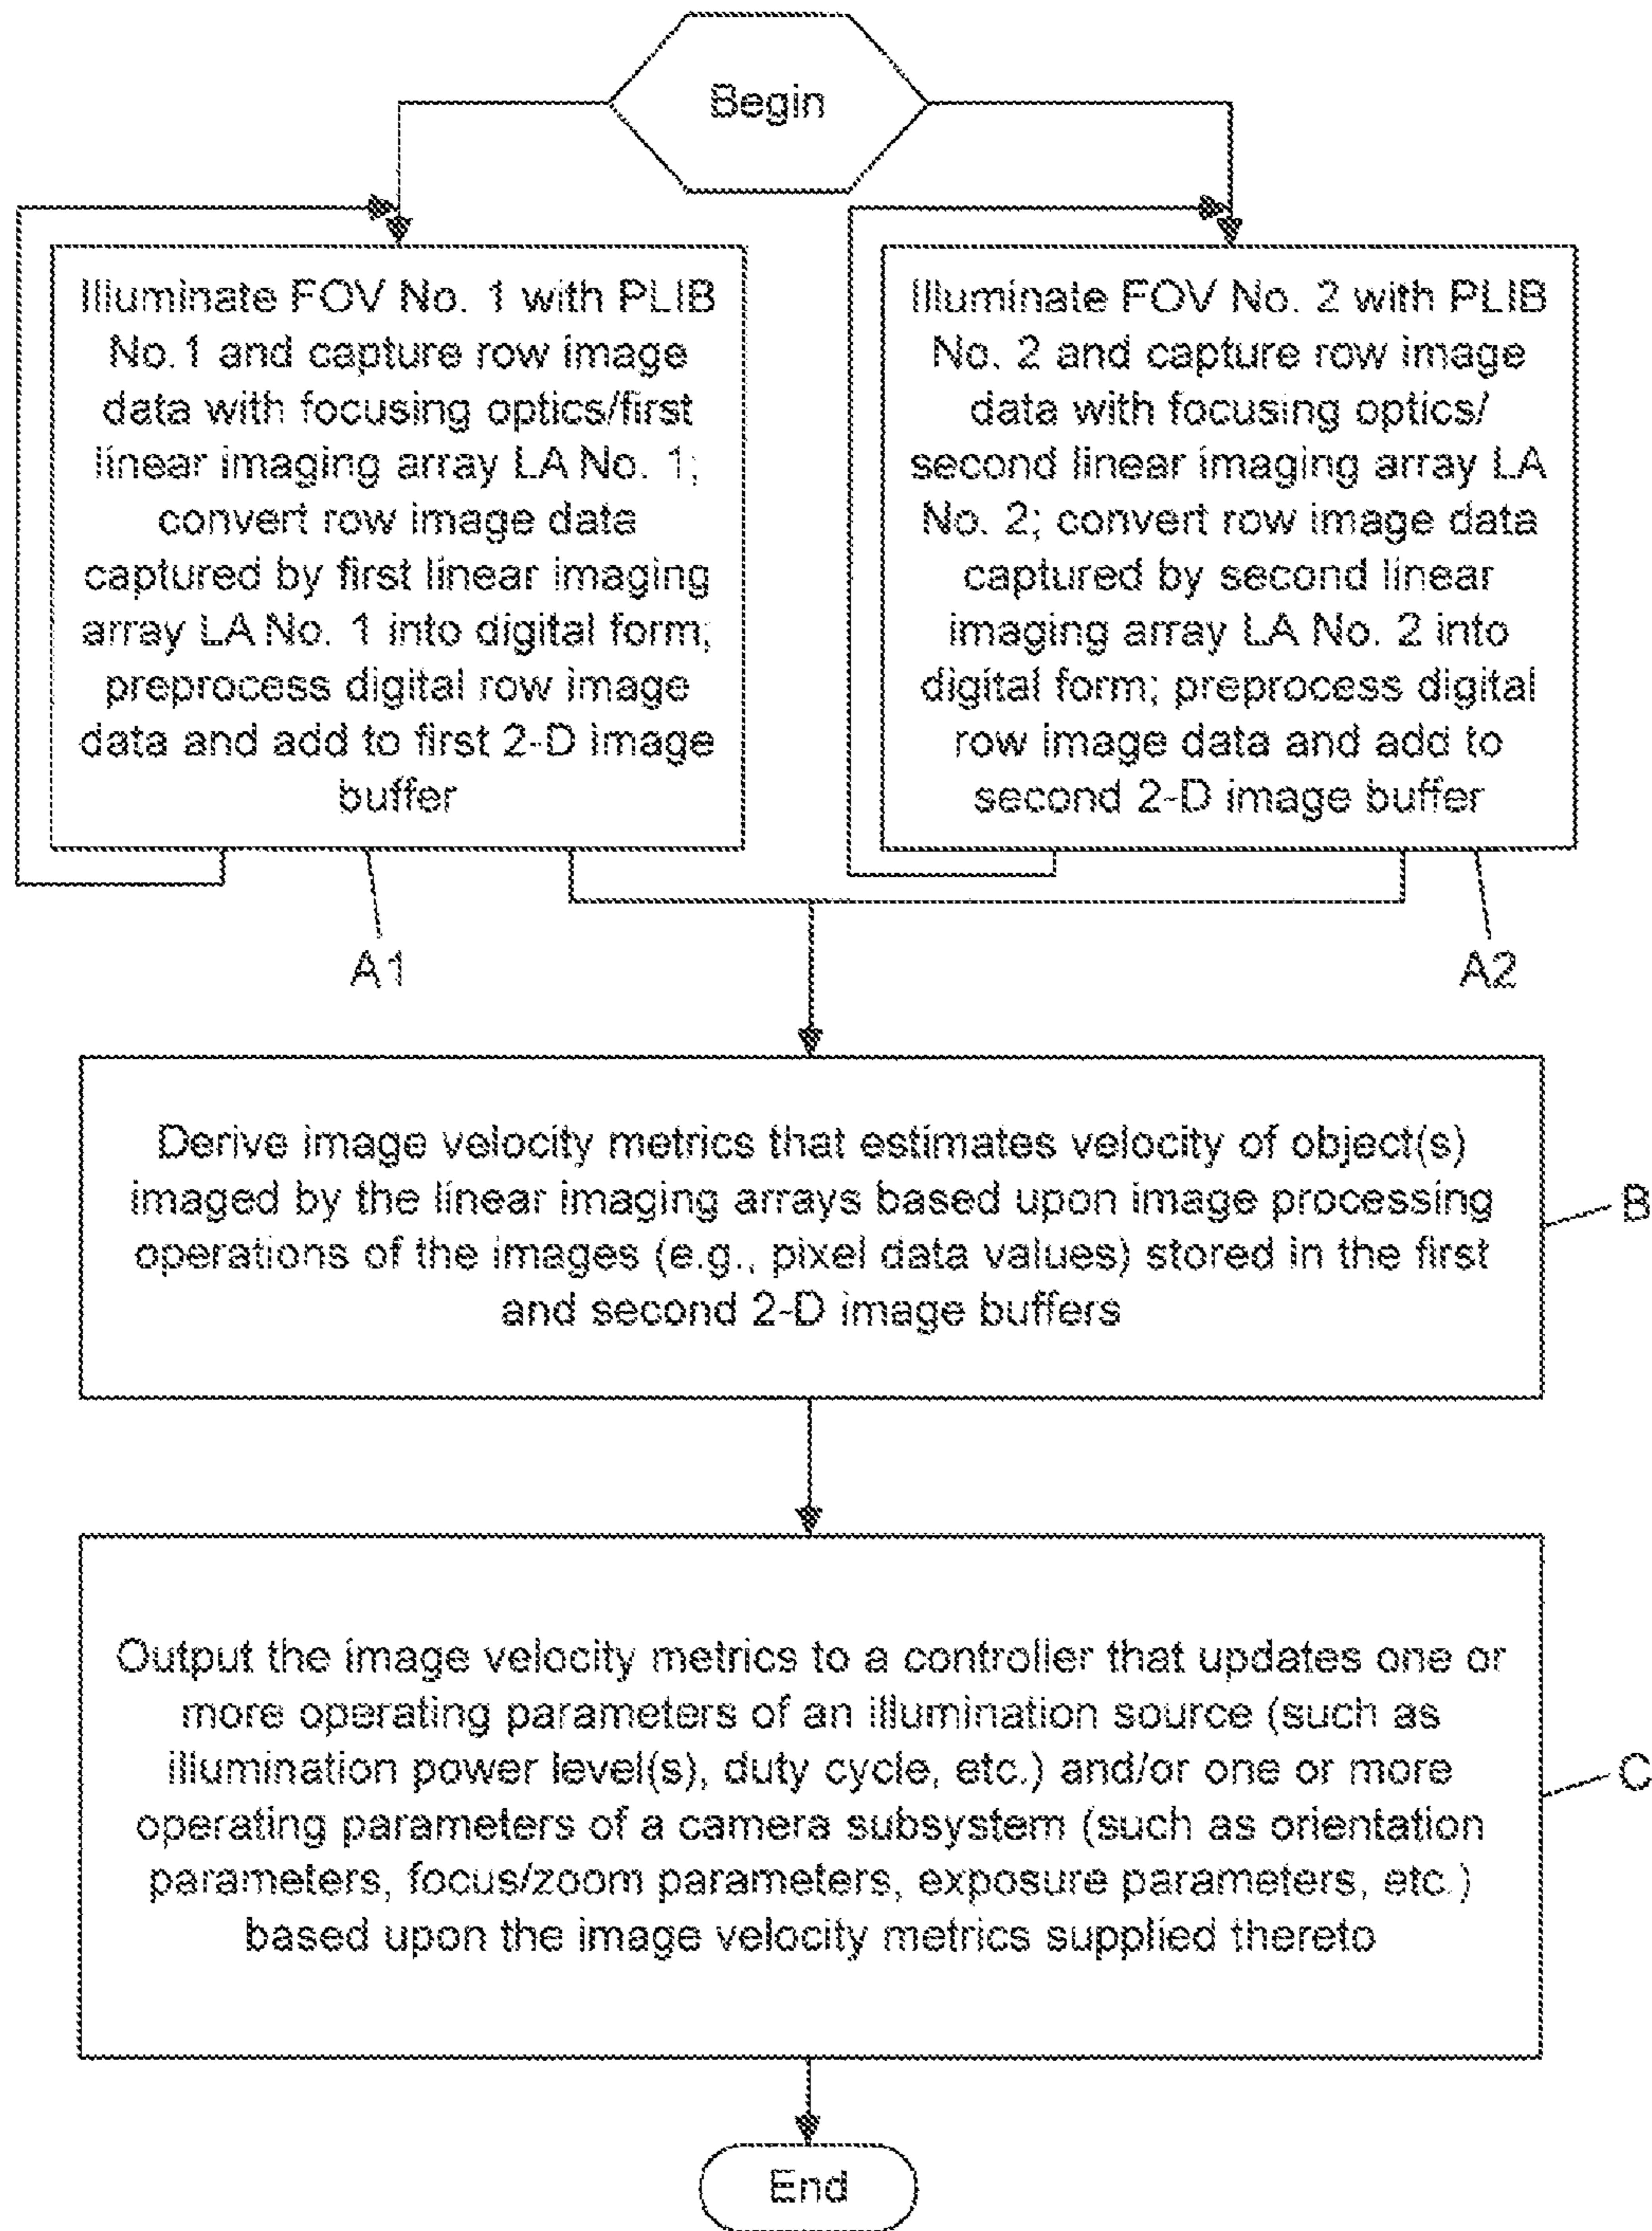 Begin
Illuminate FOV No. 1 with PLIB
No.1 and capture row image
data with focusing optics/first
linear imaging array LA No. 1;
convert row image data
captured by first linear imaging
array LA No. 1 into digital form;
preprocess digital row image
data and add to first 2-D image
buffer
Illuminate FOV No. 2 with PLIB
No. 2 and capture row image
data with focusing optics/
second linear imaging array LA
No. 2; convert row image data
captured by second linear
imaging array LA No. 2 into
digital form; preprocess digital
row image data and add to
second 2-D image buffer
A1
A2
Derive image velocity metrics that estimates velocity of object(s)
imaged by the linear imaging arrays based upon image processing
operations of the images (e.g., pixel data values) stored in the first
and second 2-D image buffers
B
Output the image velocity metrics to a controller that updates one or
more operating parameters of an illumination source (such as
illumination power level(s), duty cycle, etc.) and/or one or more
operating parameters of a camera subsystem (such as orientation
parameters, focus/zoom parameters, exposure parameters, etc.)
based upon the image velocity metrics supplied thereto
C
End